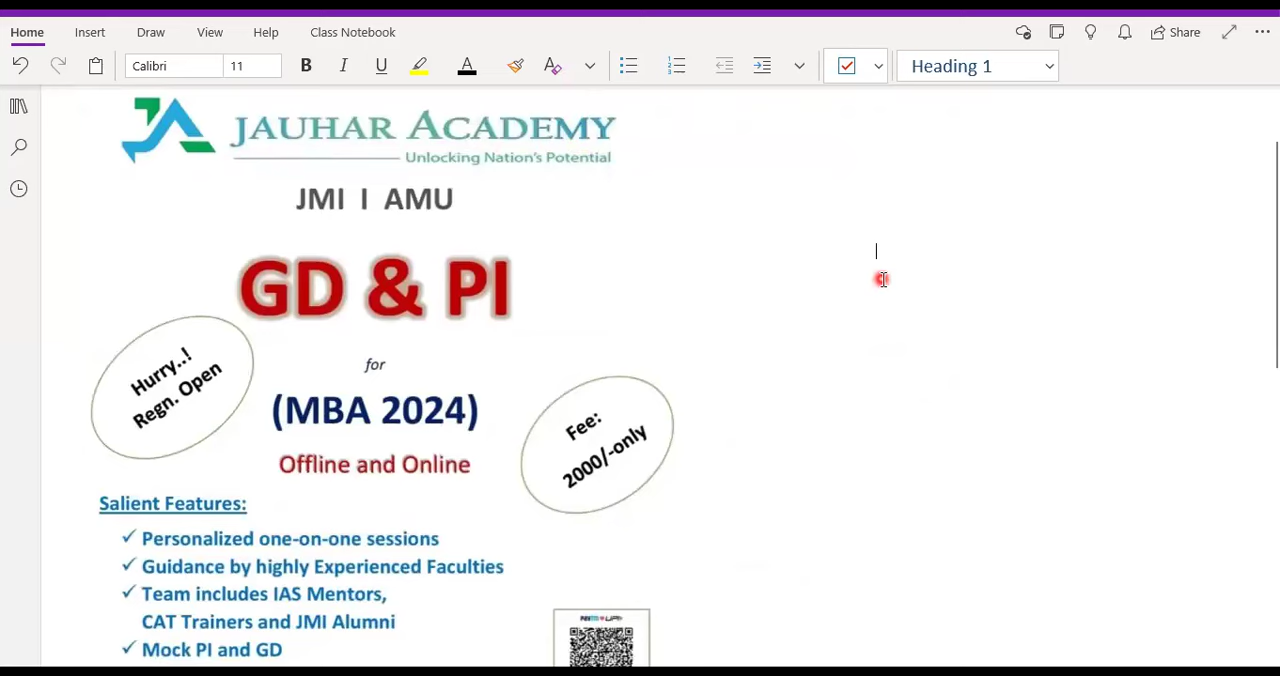 Home Insert Draw View Help Class Notebook Share
Calibri 11 B I U A A Heading 1
JAUHAR ACADEMY
Unlocking Nation's Potential
JMI I AMU
GD & PI
Hurry..!
Regn. Open
for
(MBA 2024)
Fee:
2000/-only
Offline and Online
Salient Features:
✓ Personalized one-on-one sessions
✓ Guidance by highly Experienced Faculties
✓ Team includes IAS Mentors,
CAT Trainers and JMI Alumni
✓ Mock PI and GD